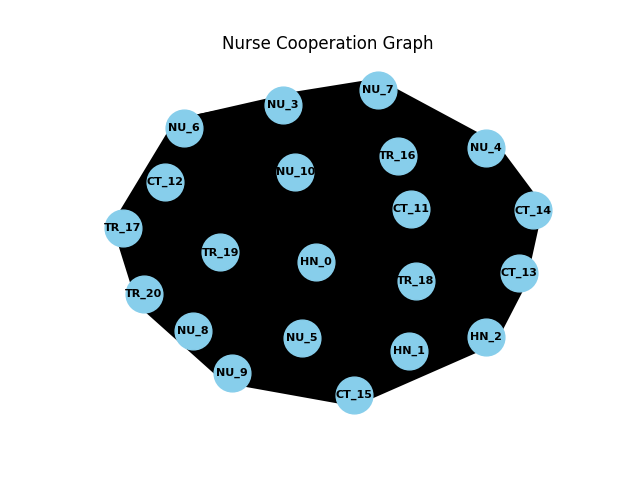 Nurse Cooperation Graph
NU_7
NU_3
NU_6
NU_4
TR_16
NU_10
CT_12
CT_11
CT_14
TR_17
TR_19
HN_0
CT_13
TR_18
TR_20
NU_8
NU_5
HN_2
HN_1
NU_9
CT_15